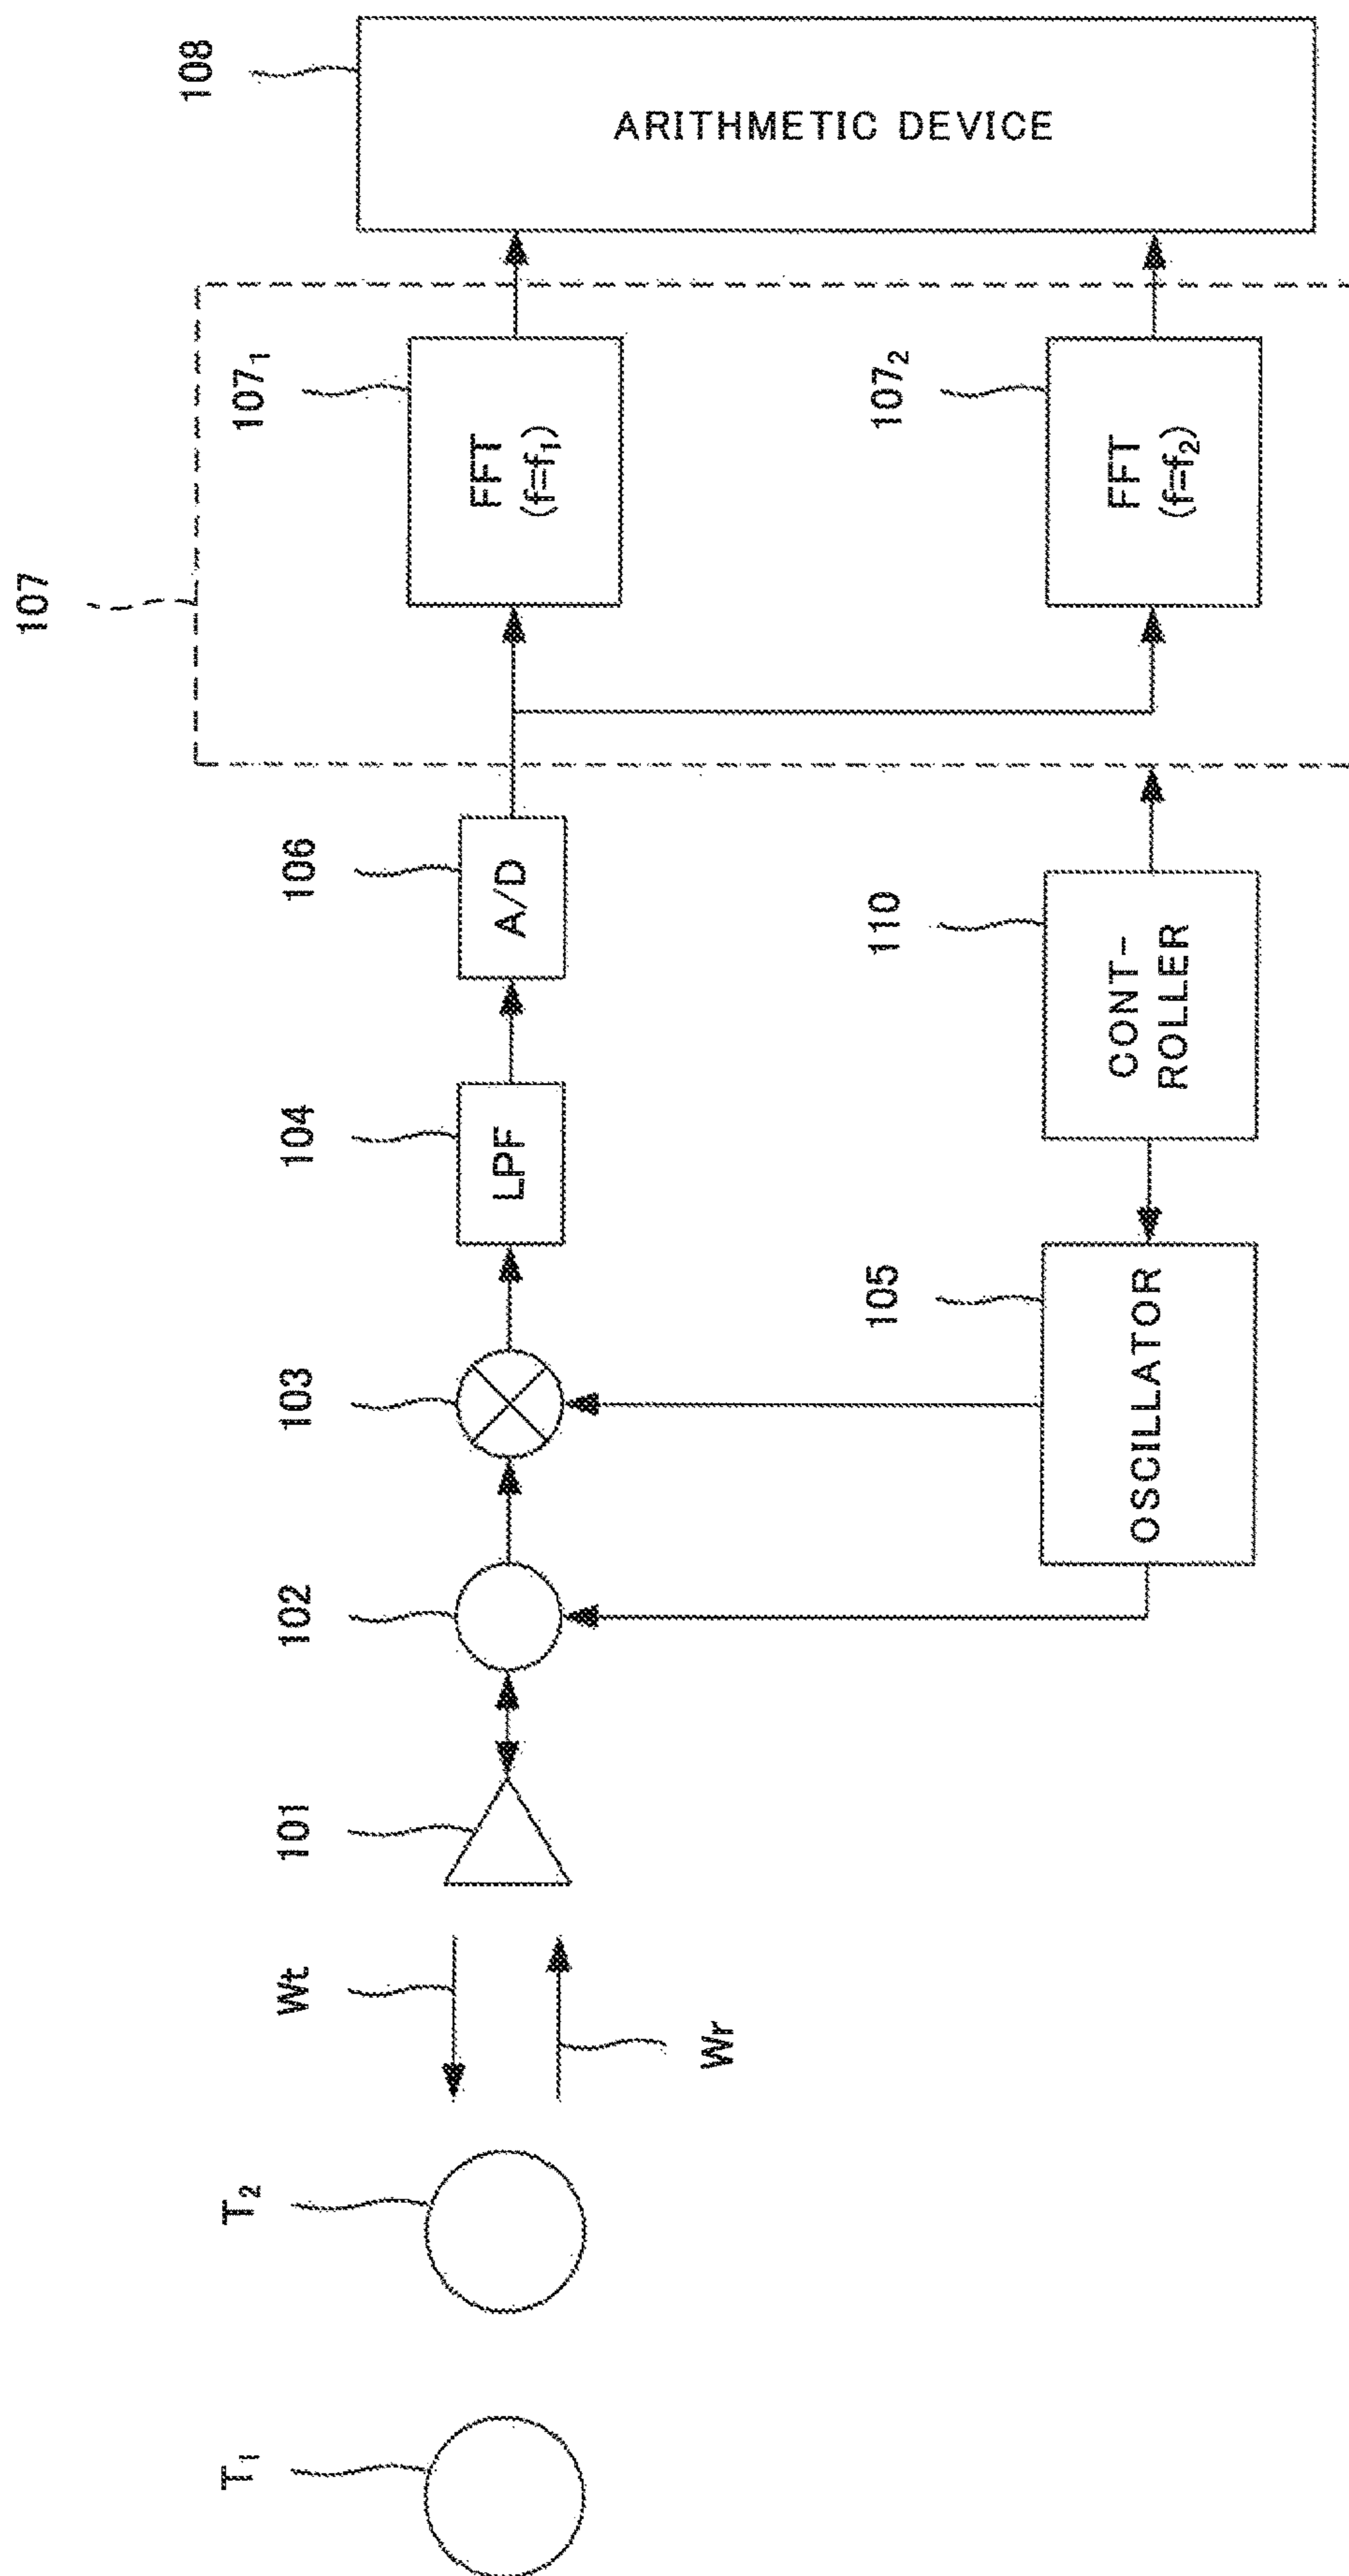 T1
T2
Wt
Wr
101
102
103
104
LPF
106
A/D
105
OSCILLATOR
110
CONT-
ROLLER
107
107₁
FFT
(f=f₁)
107₂
FFT
(f=f₂)
108
ARITHMETIC DEVICE